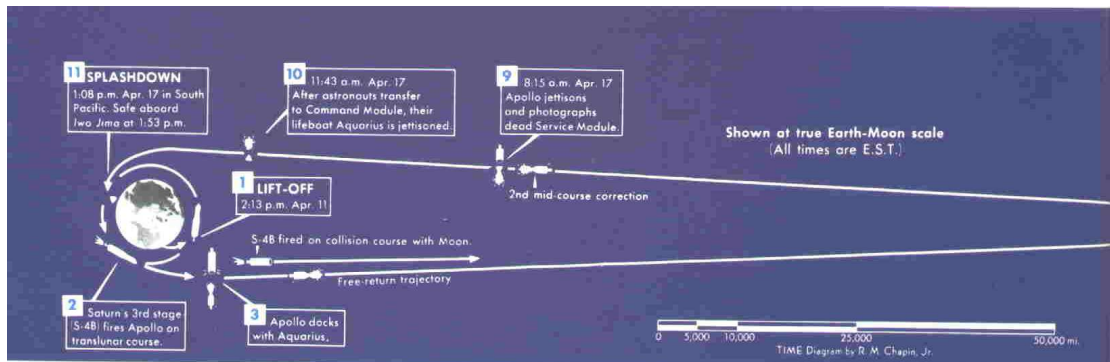 11 SPLASHDOWN
1:08 p.m. Apr. 17 in South
Pacific. Safe aboard
Iwo Jima at 1:53 p.m.
10 11:43 a.m. Apr. 17
After astronauts transfer
to Command Module, their
lifeboat Aquarius is jettisoned.
9 8:15 a.m. Apr. 17
Apollo jettisons
and photographs
dead Service Module.
Shown at true Earth-Moon scale
(All times are E.S.T.)
2nd mid-course correction
1 LIFT-OFF
2:13 p.m. Apr. 11
S-4B fired on collision course with Moon.
Free-return trajectory
2 Saturn's 3rd stage
(S-4B) fires Apollo on
translunar course.
3 Apollo docks
with Aquarius,
0 5,000 10,000 25,000 50,000 mi.
TIME Diagram by R. M. Chapin, Jr.